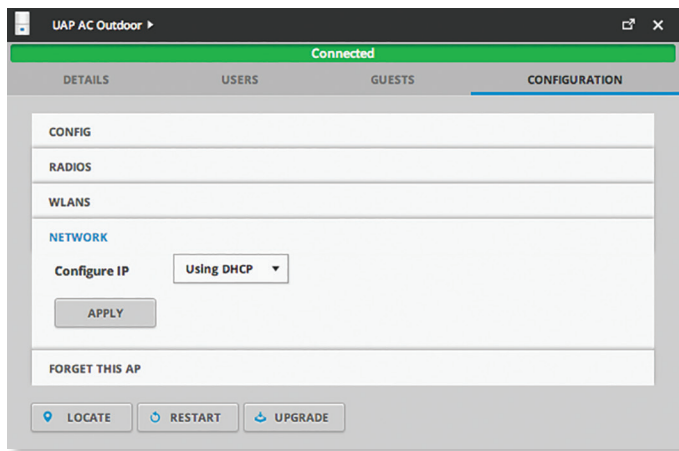 UAP AC Outdoor
Connected
DETAILS USERS GUESTS CONFIGURATION
CONFIG
RADIOS
WLANS
NETWORK
Configure IP Using DHCP
APPLY
FORGET THIS AP
LOCATE RESTART UPGRADE